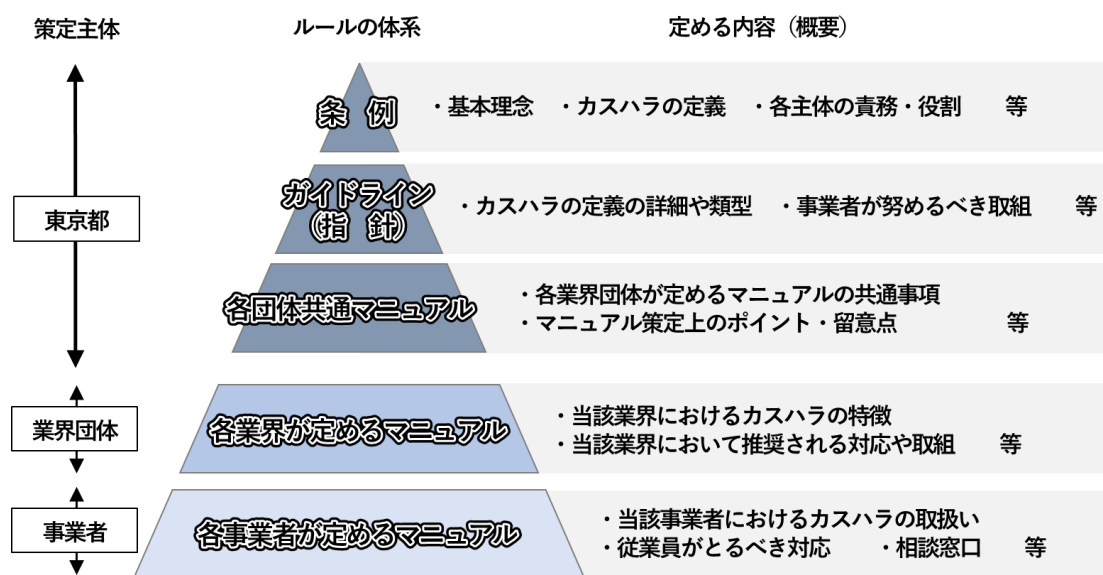 策定主体 ルールの体系 定める内容（概要）
条　例 ・基本理念 ・カスハラの定義 ・各主体の責務・役割 等
東京都
ガイドライン
（指　針）
・カスハラの定義の詳細や類型 ・事業者が努めるべき取組 等
各団体共通マニュアル
・各業界団体が定めるマニュアルの共通事項
・マニュアル策定上のポイント・留意点 等
業界団体
各業界が定めるマニュアル
・当該業界におけるカスハラの特徴
・当該業界において推奨される対応や取組 等
事業者
各事業者が定めるマニュアル
・当該事業者におけるカスハラの取扱い
・従業員がとるべき対応 ・相談窓口 等